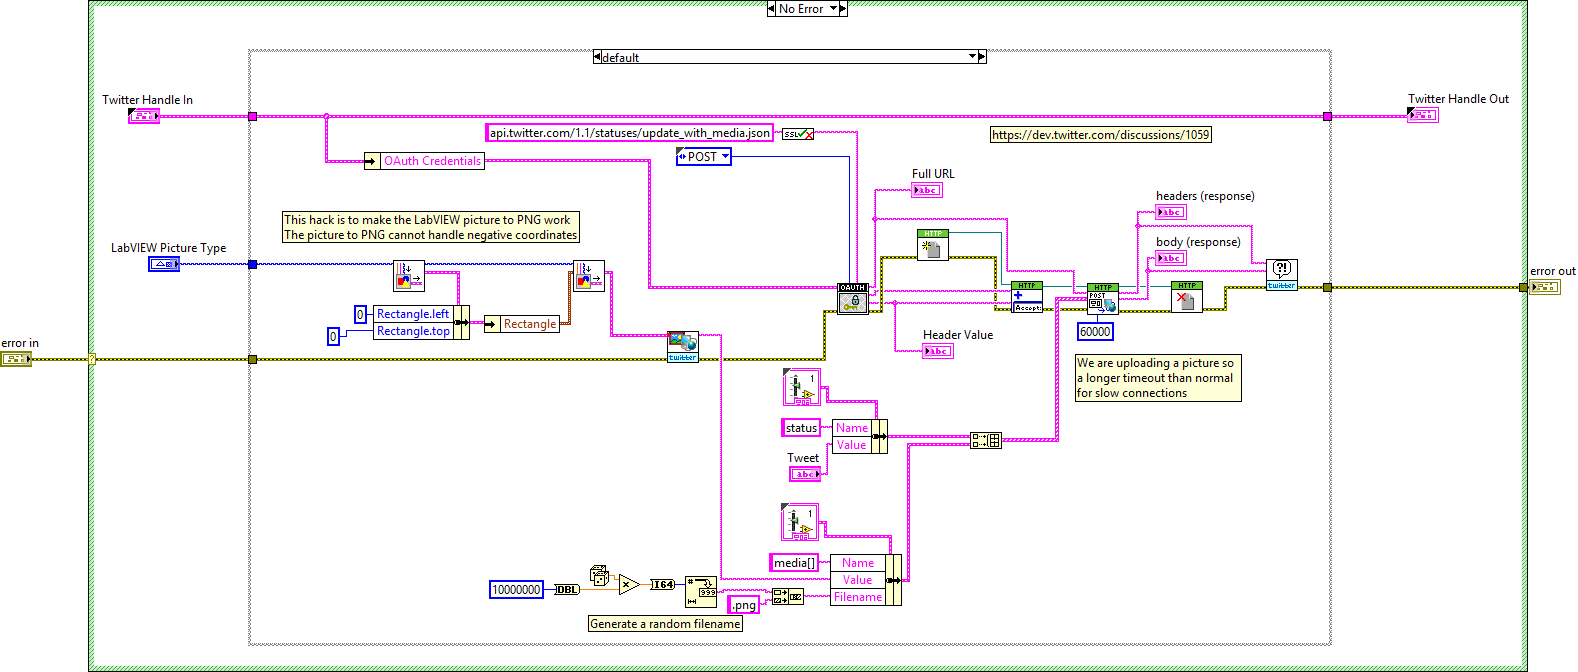 No Error
default
Twitter Handle In
Twitter Handle Out
api.twitter.com/1.1/statuses/update_with_media.json
SSL
https://dev.twitter.com/discussions/1059
POST
OAuth Credentials
Full URL
abc
headers (response)
abc
This hack is to make the LabVIEW picture to PNG work
The picture to PNG cannot handle negative coordinates
HTTP
LabVIEW Picture Type
body (response)
abc
?!
twitter
error out
OAUTH
HTTP
Accept:
HTTP
POST
HTTP
0
Rectangle.left
Rectangle.top
0
Rectangle
60000
error in
?
twitter
Header Value
abc
We are uploading a picture so
a longer timeout than normal
for slow connections
1
status
Name
Value
Tweet
abc
1
media[]
Name
Value
Filename
10000000
DBL
x
I64
#
999
.png
Generate a random filename